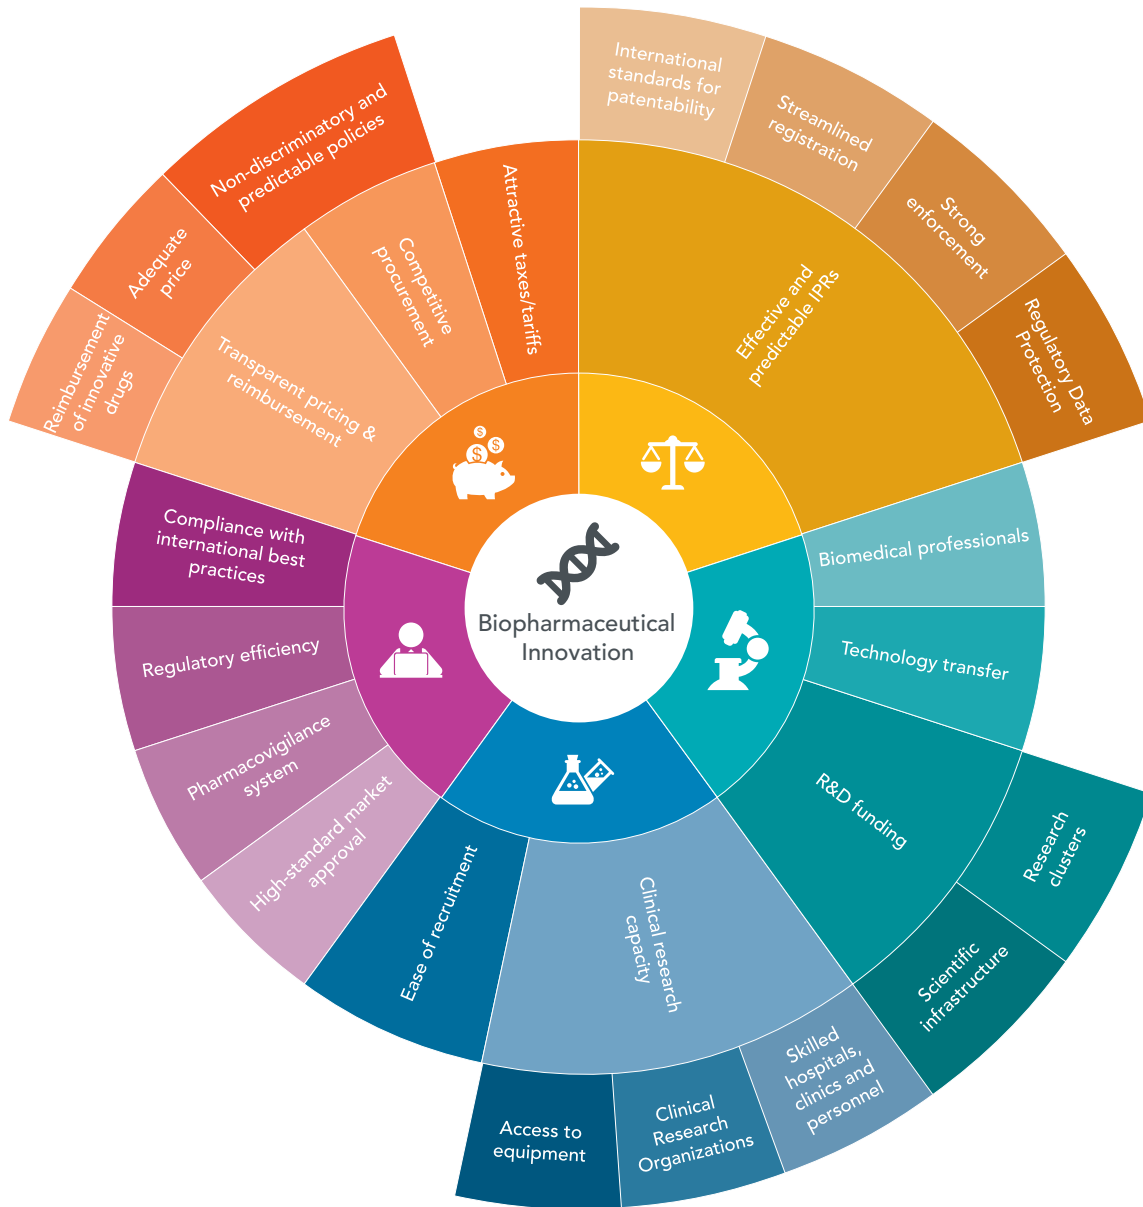 Biopharmaceutical
Innovation
International
standards for
patentability
Streamlined
registration
Strong
enforcement
Regulatory Data
Protection
Effective and
predictable IPRs
Biomedical professionals
Technology transfer
R&D funding
Research
clusters
Scientific
infrastructure
Clinical research
capacity
Skilled
hospitals,
clinics and
personnel
Clinical
Research
Organizations
Access to
equipment
Ease of recruitment
High-standard market
approval
Pharmacovigilance
system
Regulatory efficiency
Compliance with
international best
practices
Transparent pricing &
reimbursement
Reimbursement
of innovative
drugs
Adequate
price
Non-discriminatory and
predictable policies
Competitive
procurement
Attractive taxes/tariffs
$
$
$